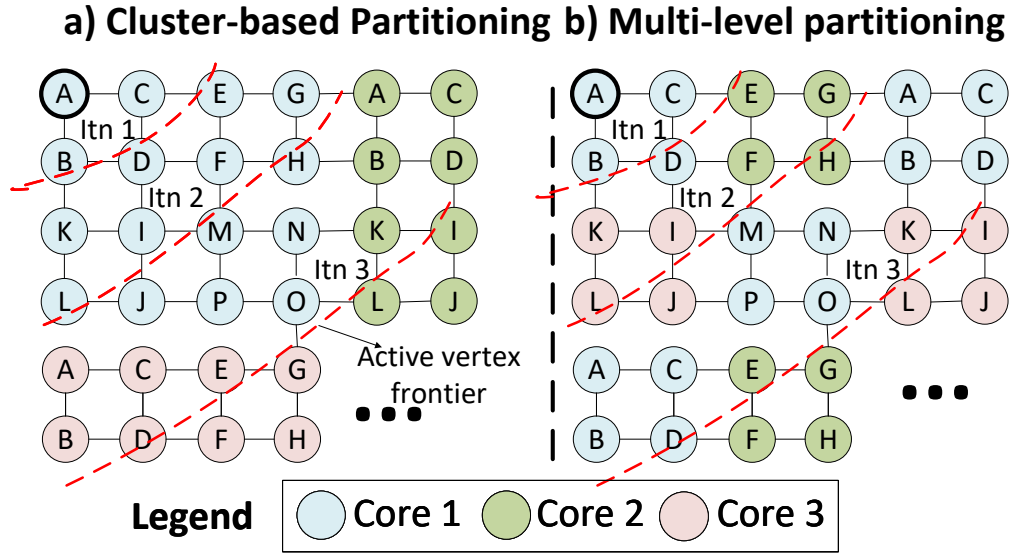 a) Cluster-based Partitioning b) Multi-level partitioning
A C E G A C A C E G A C
Itn 1 Itn 1
B D F H B D B D F H B D
Itn 2 Itn 2
K I M N K I K I M N K I
Itn 3 Itn 3
L J P O L J L J P O L J
Active vertex
frontier
A C E G A C E G
B D F H B D F H
Legend Core 1 Core 2 Core 3